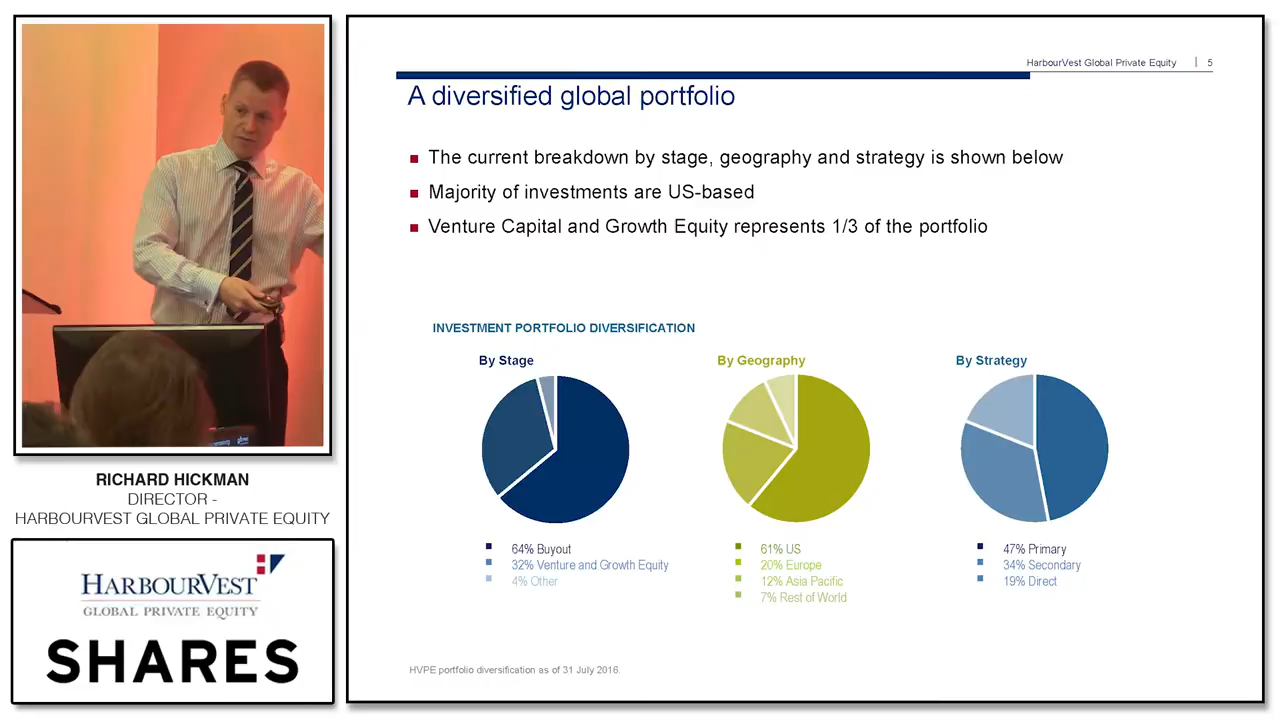 RICHARD HICKMAN
DIRECTOR -
HARBOURVEST GLOBAL PRIVATE EQUITY
HARBOURVEST
GLOBAL PRIVATE EQUITY
SHARES
HarbourVest Global Private Equity | 5
A diversified global portfolio
The current breakdown by stage, geography and strategy is shown below
Majority of investments are US-based
Venture Capital and Growth Equity represents 1/3 of the portfolio
INVESTMENT PORTFOLIO DIVERSIFICATION
By Stage
64% Buyout
32% Venture and Growth Equity
4% Other
By Geography
61% US
20% Europe
12% Asia Pacific
7% Rest of World
By Strategy
47% Primary
34% Secondary
19% Direct
HVPE portfolio diversification as of 31 July 2016.